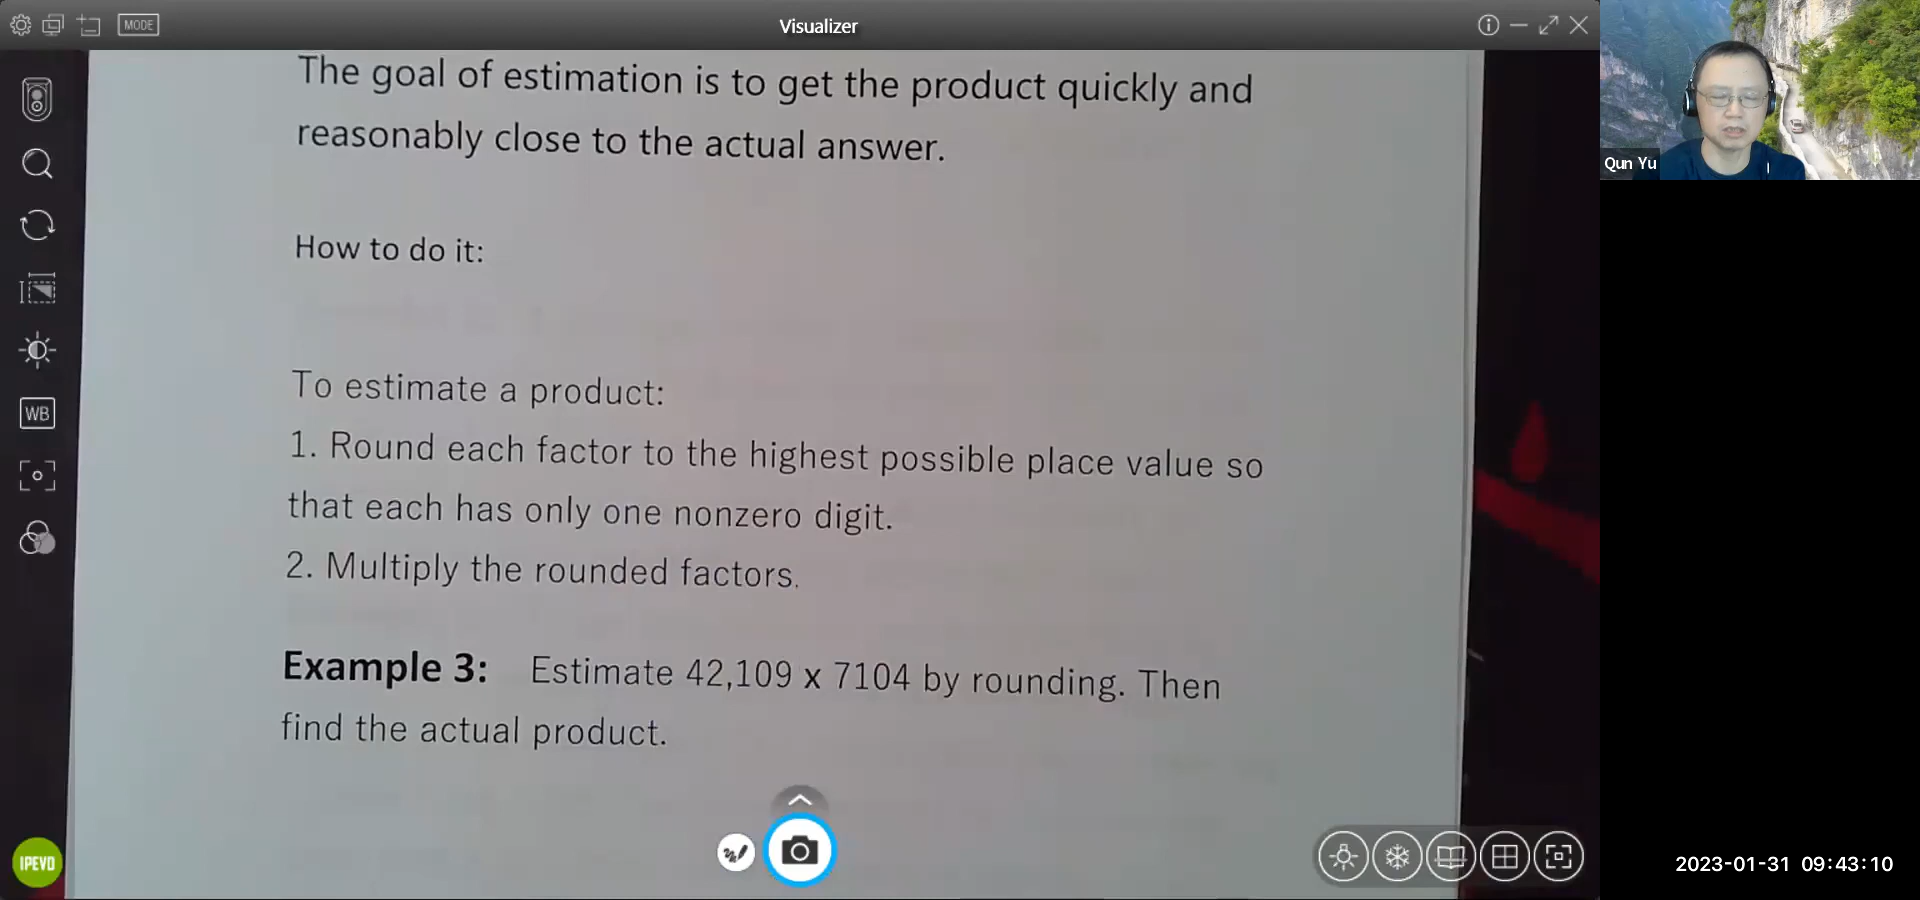 MODE
Visualizer
The goal of estimation is to get the product quickly and
reasonably close to the actual answer.
Qun Yu
How to do it:
To estimate a product:
WB
1. Round each factor to the highest possible place value so
that each has only one nonzero digit.
2. Multiply the rounded factors.
Example 3: Estimate 42,109 x 7104 by rounding. Then
find the actual product.
IPEVO
2023-01-31 09:43:10